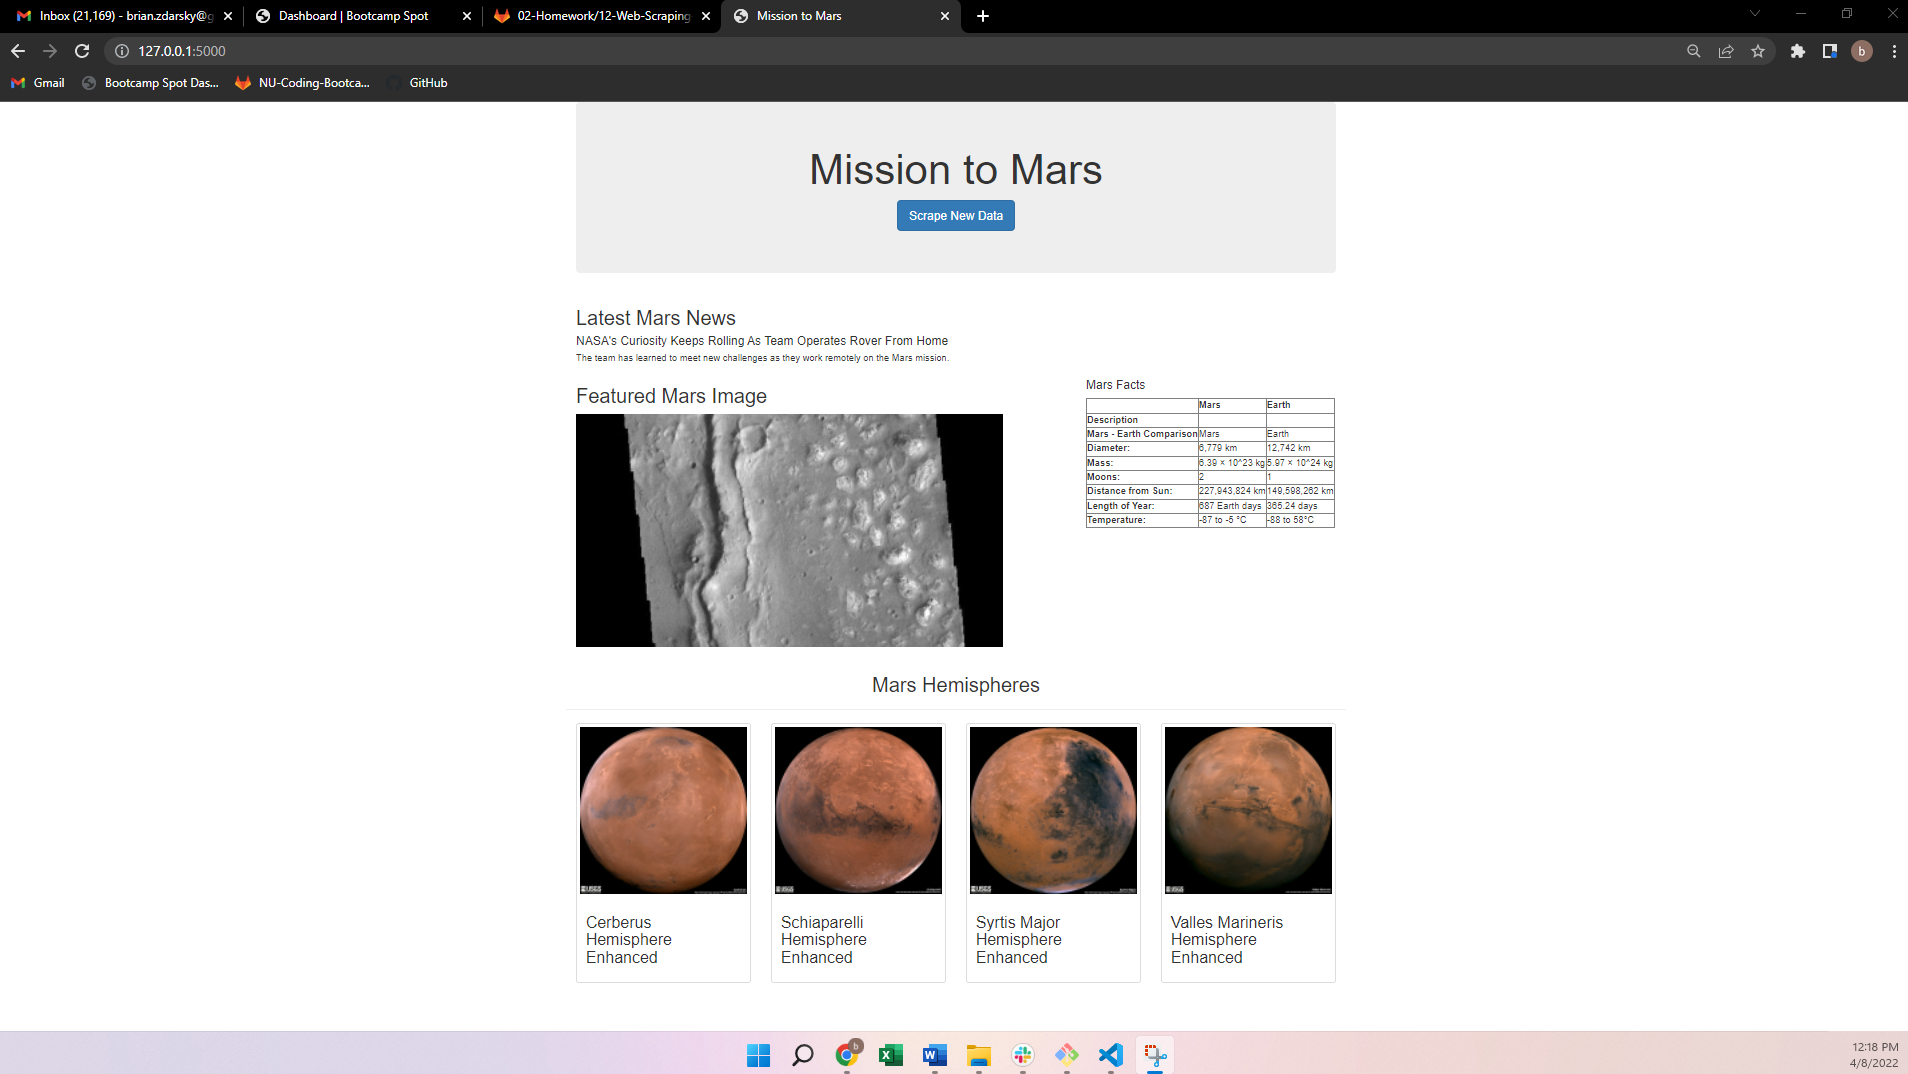 Inbox (21,169) - brian.zdarsky@g
Dashboard | Bootcamp Spot
02-Homework/12-Web-Scraping
Mission to Mars
127.0.0.1:5000
b
Gmail
Bootcamp Spot Das...
NU-Coding-Bootca...
GitHub
Mission to Mars
Scrape New Data
Latest Mars News
NASA's Curiosity Keeps Rolling As Team Operates Rover From Home
The team has learned to meet new challenges as they work remotely on the Mars mission.
Featured Mars Image
Mars Facts
Mars Earth
Description
Mars - Earth Comparison Mars Earth
Diameter: 6,779 km 12,742 km
Mass: 6.39 × 10^23 kg 5.97 × 10^24 kg
Moons: 2 1
Distance from Sun: 227,943,824 km 149,598,262 km
Length of Year: 687 Earth days 365.24 days
Temperature: -87 to -5 °C -88 to 58°C
Mars Hemispheres
USGS
USGS
USGS
USGS
Cerberus
Hemisphere
Enhanced
Schiaparelli
Hemisphere
Enhanced
Syrtis Major
Hemisphere
Enhanced
Valles Marineris
Hemisphere
Enhanced
b
12:18 PM
4/8/2022